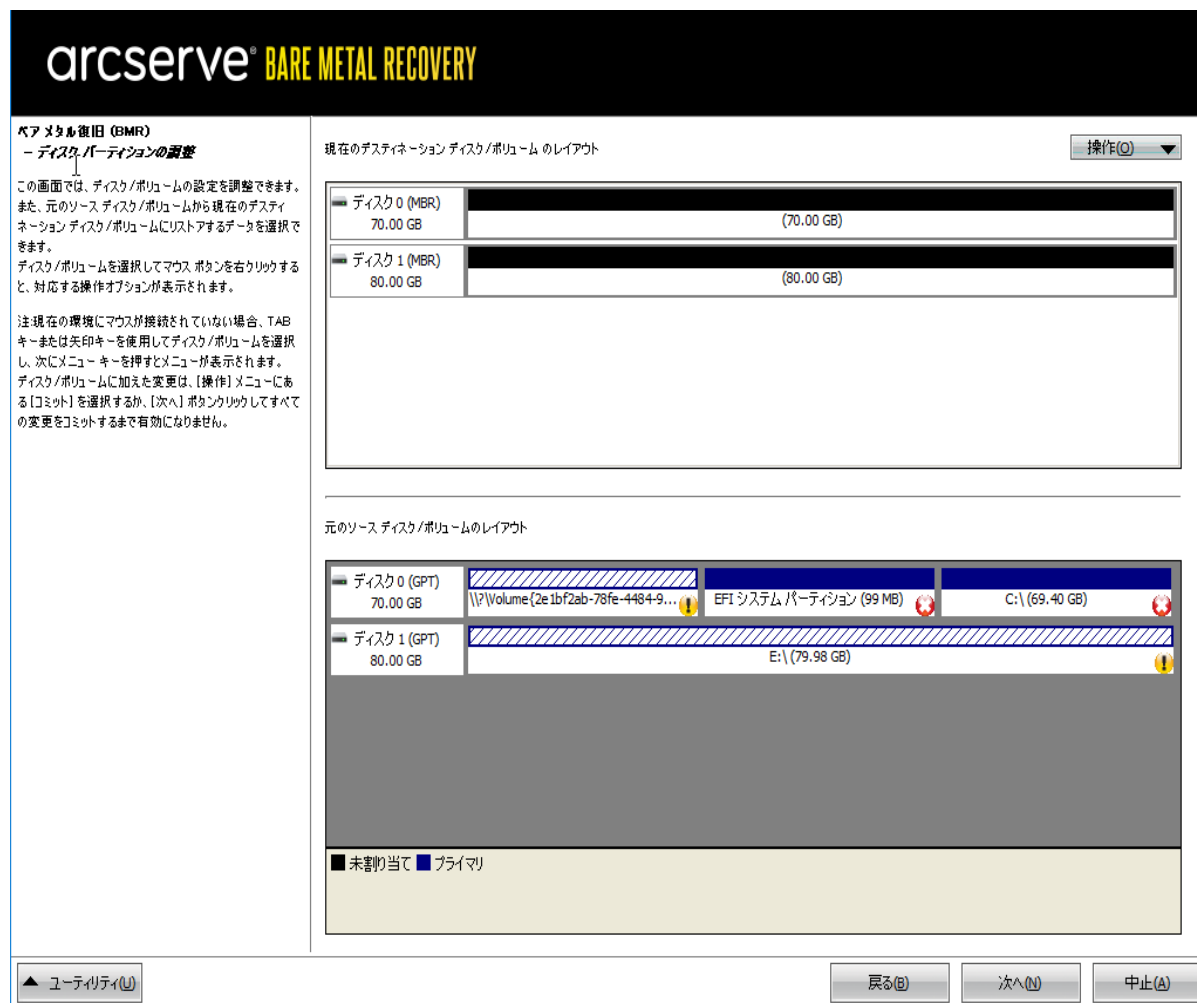 arcserve® BARE METAL RECOVERY
ベア メタル復旧 (BMR)
– ディスク パーティションの調整
この画面では、ディスク/ボリュームの設定を調整できます。
また、元のソース ディスク/ボリュームから現在のデスティ
ネーション ディスク/ボリュームにリストアするデータを選択で
きます。
ディスク/ボリュームを選択してマウス ボタンを右クリックする
と、対応する操作オプションが表示されます。
注:現在の環境にマウスが接続されていない場合、TAB
キーまたは矢印キーを使用してディスク/ボリュームを選択
し、次にメニュー キーを押すとメニューが表示されます。
ディスク/ボリュームに加えた変更は、[操作] メニューにあ
る [コミット] を選択するか、[次へ] ボタンクリックしてすべて
の変更をコミットするまで有効になりません。
現在のデスティネーション ディスク/ボリューム のレイアウト
操作(O)
ディスク 0 (MBR)
70.00 GB
(70.00 GB)
ディスク 1 (MBR)
80.00 GB
(80.00 GB)
元のソース ディスク/ボリュームのレイアウト
ディスク 0 (GPT)
70.00 GB
\\?\Volume{2e1bf2ab-78fe-4484-9...
EFI システム パーティション (99 MB)
C:\ (69.40 GB)
ディスク 1 (GPT)
80.00 GB
E:\ (79.98 GB)
未割り当て プライマリ
ユーティリティ(U)
戻る(B)
次へ(N)
中止(A)